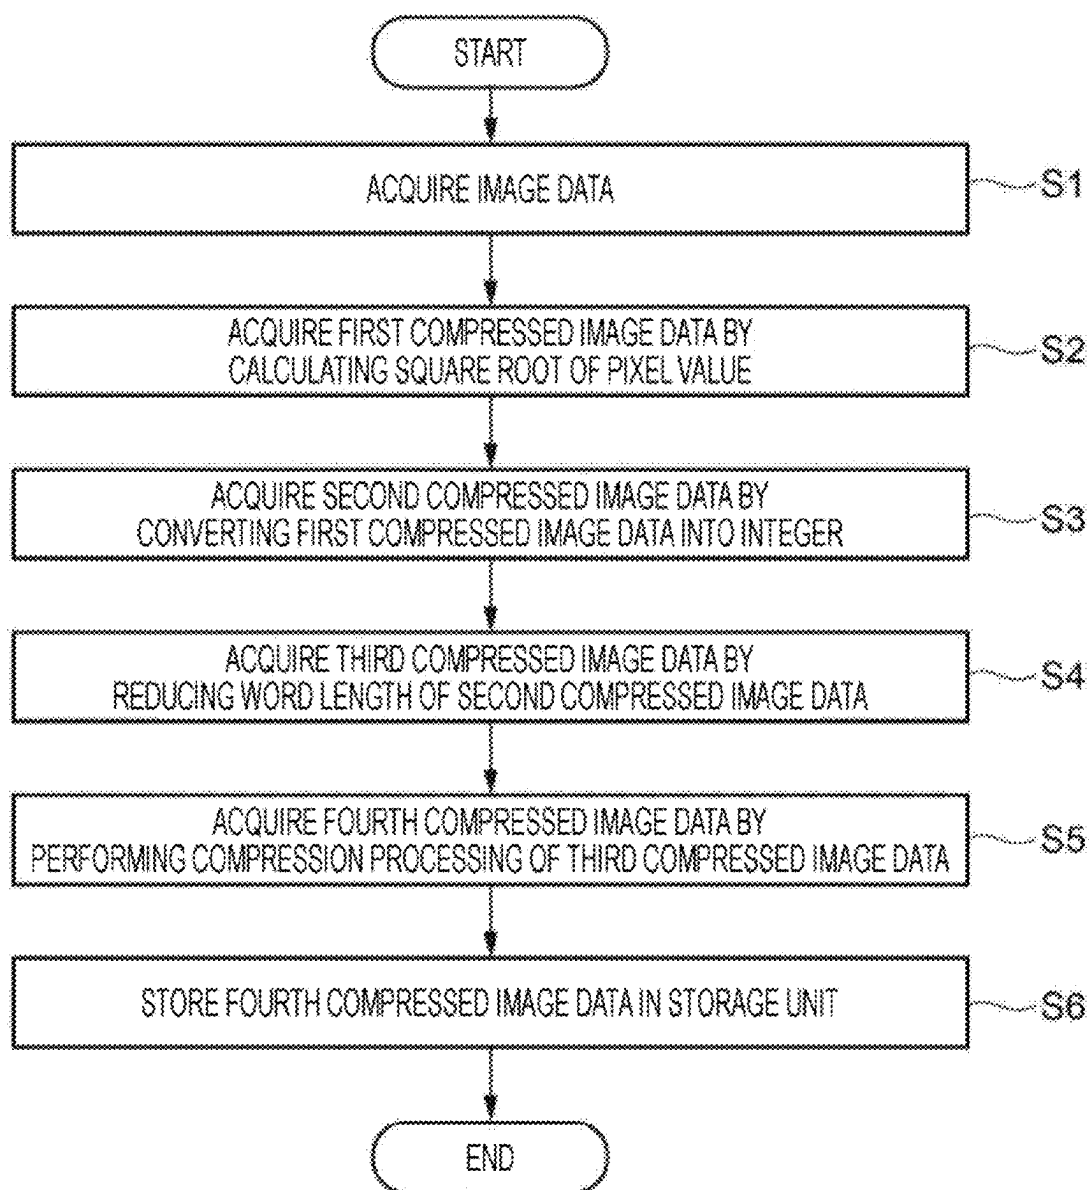 START
ACQUIRE IMAGE DATA
S1
ACQUIRE FIRST COMPRESSED IMAGE DATA BY
CALCULATING SQUARE ROOT OF PIXEL VALUE
S2
ACQUIRE SECOND COMPRESSED IMAGE DATA BY
CONVERTING FIRST COMPRESSED IMAGE DATA INTO INTEGER
S3
ACQUIRE THIRD COMPRESSED IMAGE DATA BY
REDUCING WORD LENGTH OF SECOND COMPRESSED IMAGE DATA
S4
ACQUIRE FOURTH COMPRESSED IMAGE DATA BY
PERFORMING COMPRESSION PROCESSING OF THIRD COMPRESSED IMAGE DATA
S5
STORE FOURTH COMPRESSED IMAGE DATA IN STORAGE UNIT
S6
END